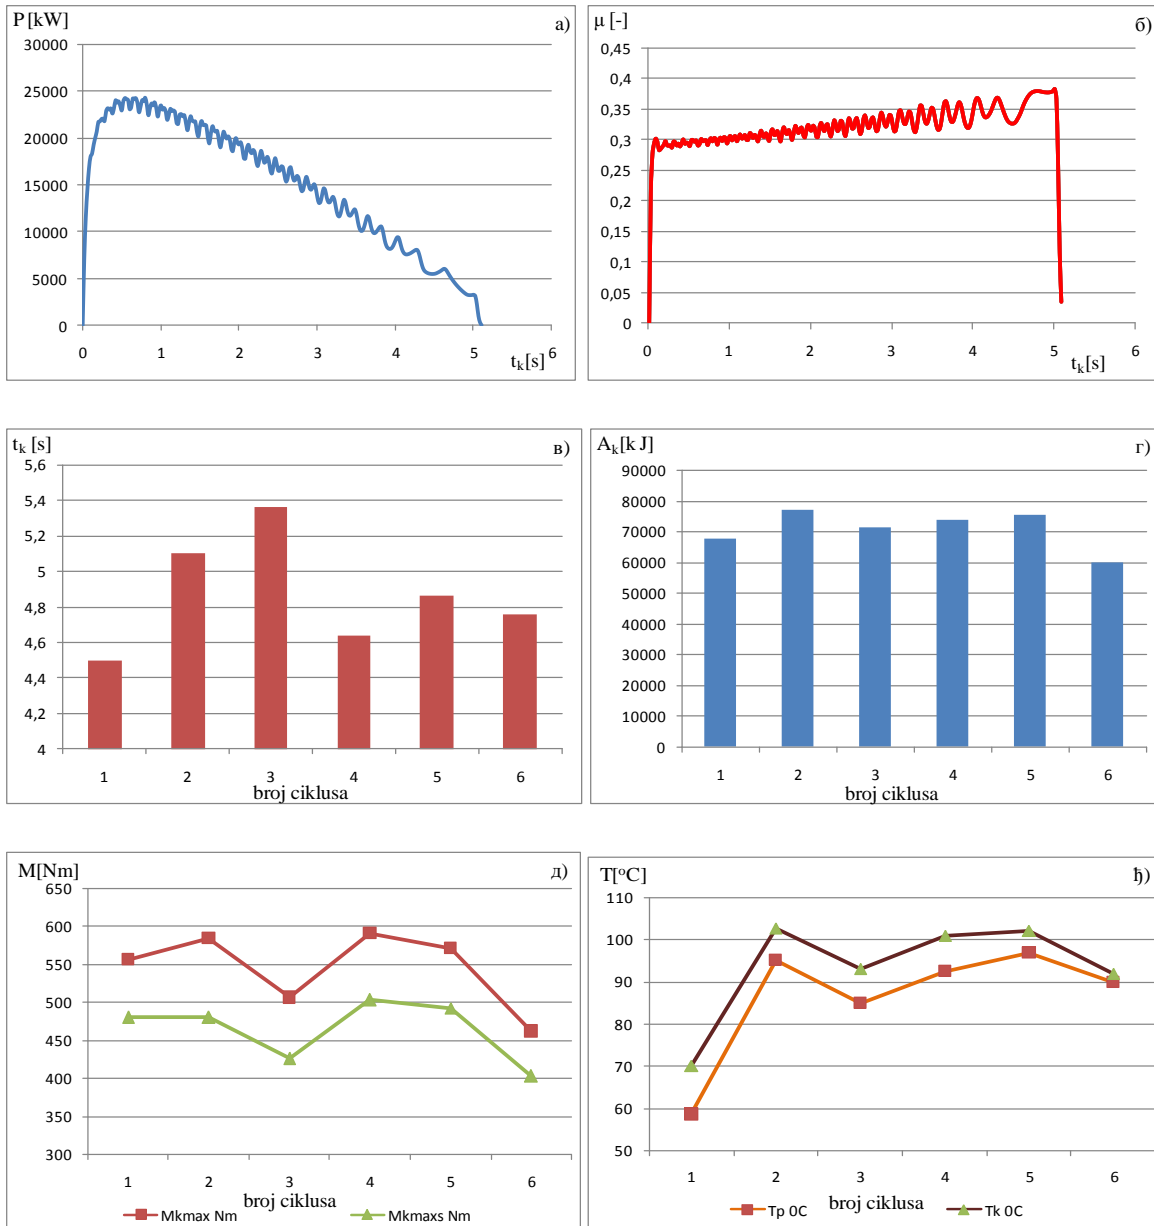 P [kW]
а)
30000
25000
20000
15000
10000
5000
0
0 1 2 3 4 5 6
tk[s]
μ [-]
б)
0,5
0,45
0,4
0,35
0,3
0,25
0,2
0,15
0,1
0,05
0
0 1 2 3 4 5 6
tk[s]
tk [s]
в)
5,6
5,4
5,2
5
4,8
4,6
4,4
4,2
4
1 2 3 4 5 6
broj ciklusa
Ak[k J]
г)
90000
80000
70000
60000
50000
40000
30000
20000
10000
0
1 2 3 4 5 6
broj ciklusa
M[Nm]
д)
650
600
550
500
450
400
350
300
1 2 3 4 5 6
broj ciklusa
Mkmax Nm Mkmaxs Nm
T[°C]
ђ)
110
100
90
80
70
60
50
1 2 3 4 5 6
broj ciklusa
Tp 0C Tk 0C